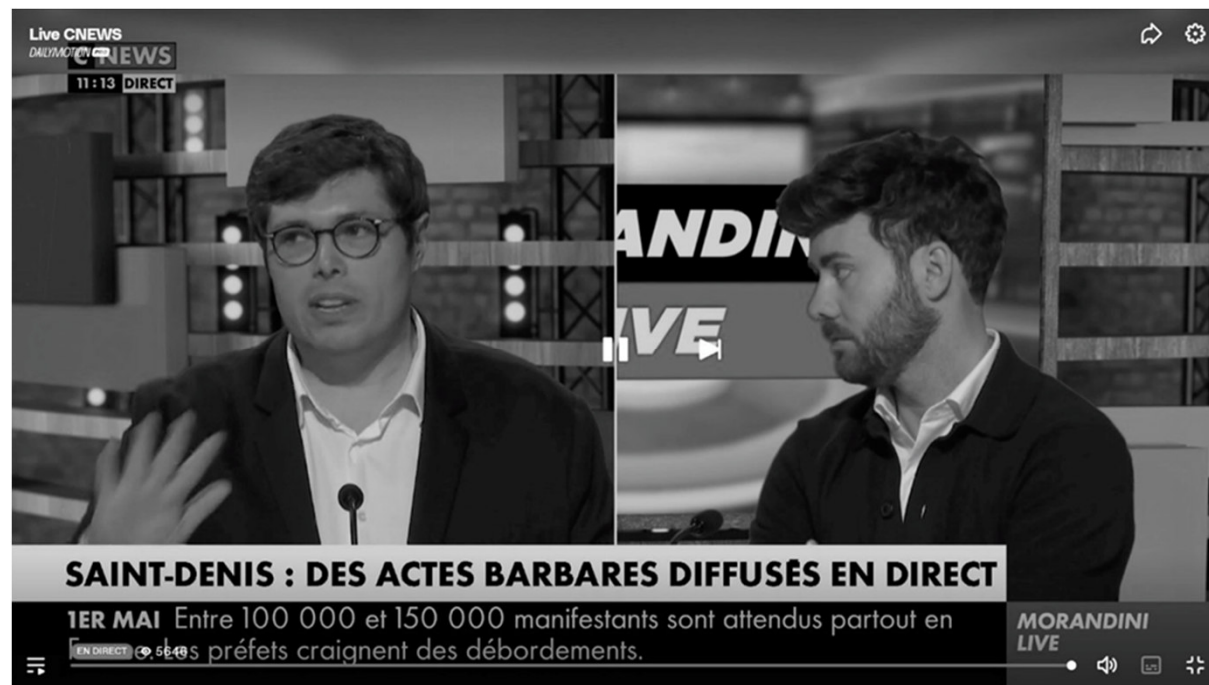 Live CNEWS
DAILYMOTION
CNEWS
11:13 DIRECT
ANDIN
IVE
SAINT-DENIS : DES ACTES BARBARES DIFFUSÉS EN DIRECT
1ER MAI Entre 100 000 et 150 000 manifestants sont attendus partout en
les préfets craignent des débordements.
EN DIRECT 5646
MORANDINI
LIVE